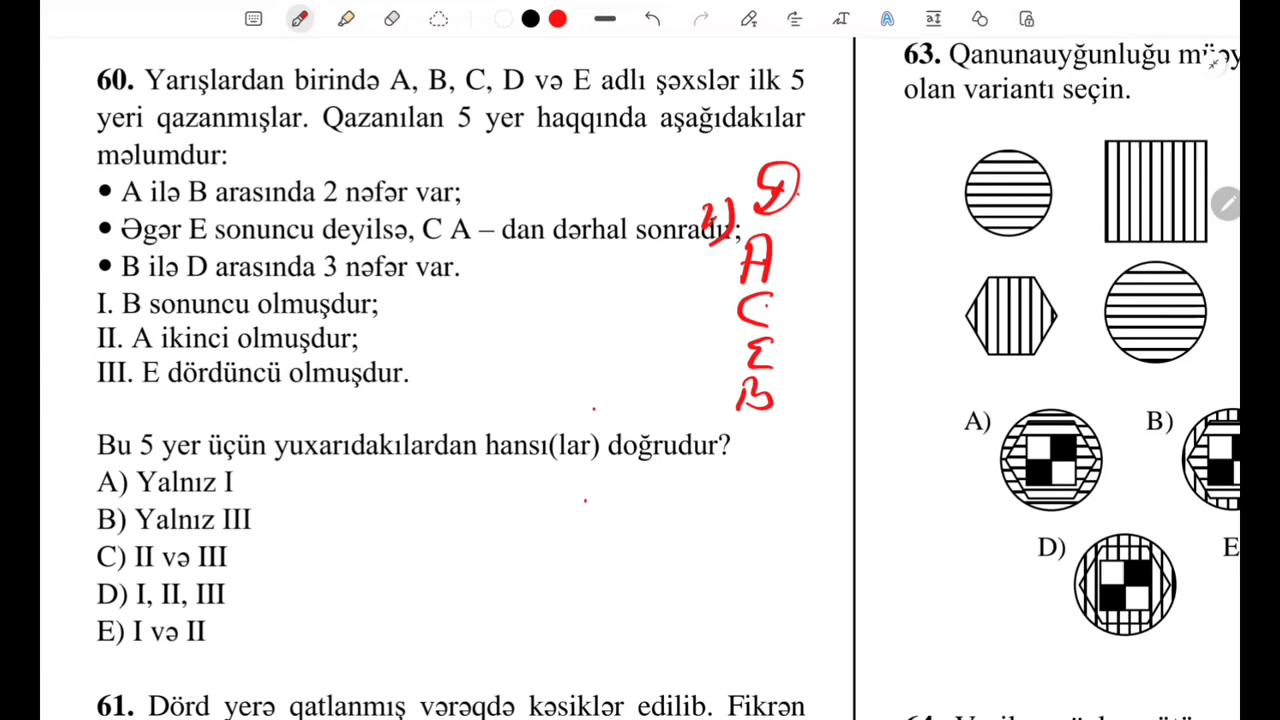 60. Yarışlardan birində A, B, C, D və E adlı şəxslər ilk 5
yeri qazanmışlar. Qazanılan 5 yer haqqında aşağıdakılar
məlumdur:
• A ilə B arasında 2 nəfər var;
• Əgər E sonuncu deyilsə, C A – dan dərhal sonradır;
• B ilə D arasında 3 nəfər var.
I. B sonuncu olmuşdur;
II. A ikinci olmuşdur;
III. E dördüncü olmuşdur.
D
A
C
E
B
Bu 5 yer üçün yuxarıdakılardan hansı(lar) doğrudur?
A) Yalnız I
B) Yalnız III
C) II və III
D) I, II, III
E) I və II
61. Dörd yerə qatlanmış vərəqdə kəsiklər edilib. Fikrən
63. Qanunauyğunluğu
olan variantı seçin.
A)
B)
D)
E